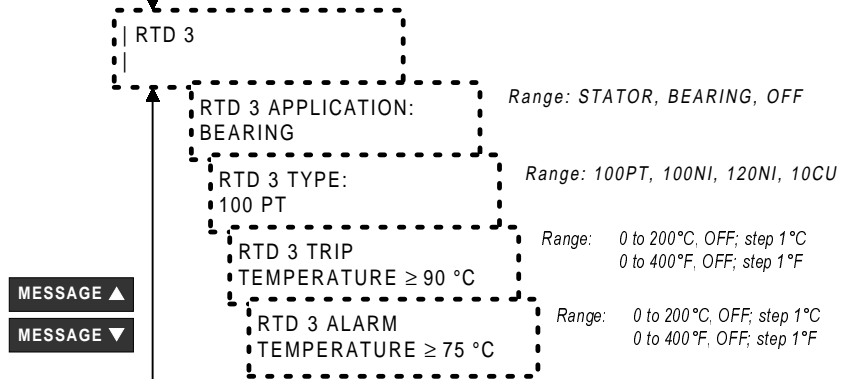 | RTD 3
|
RTD 3 APPLICATION:
BEARING
Range: STATOR, BEARING, OFF
RTD 3 TYPE:
100 PT
Range: 100PT, 100NI, 120NI, 10CU
RTD 3 TRIP
TEMPERATURE ≥ 90 °C
Range: 0 to 200°C, OFF; step 1°C
0 to 400°F, OFF; step 1°F
MESSAGE ▲
MESSAGE ▼
RTD 3 ALARM
TEMPERATURE ≥ 75 °C
Range: 0 to 200°C, OFF; step 1°C
0 to 400°F, OFF; step 1°F